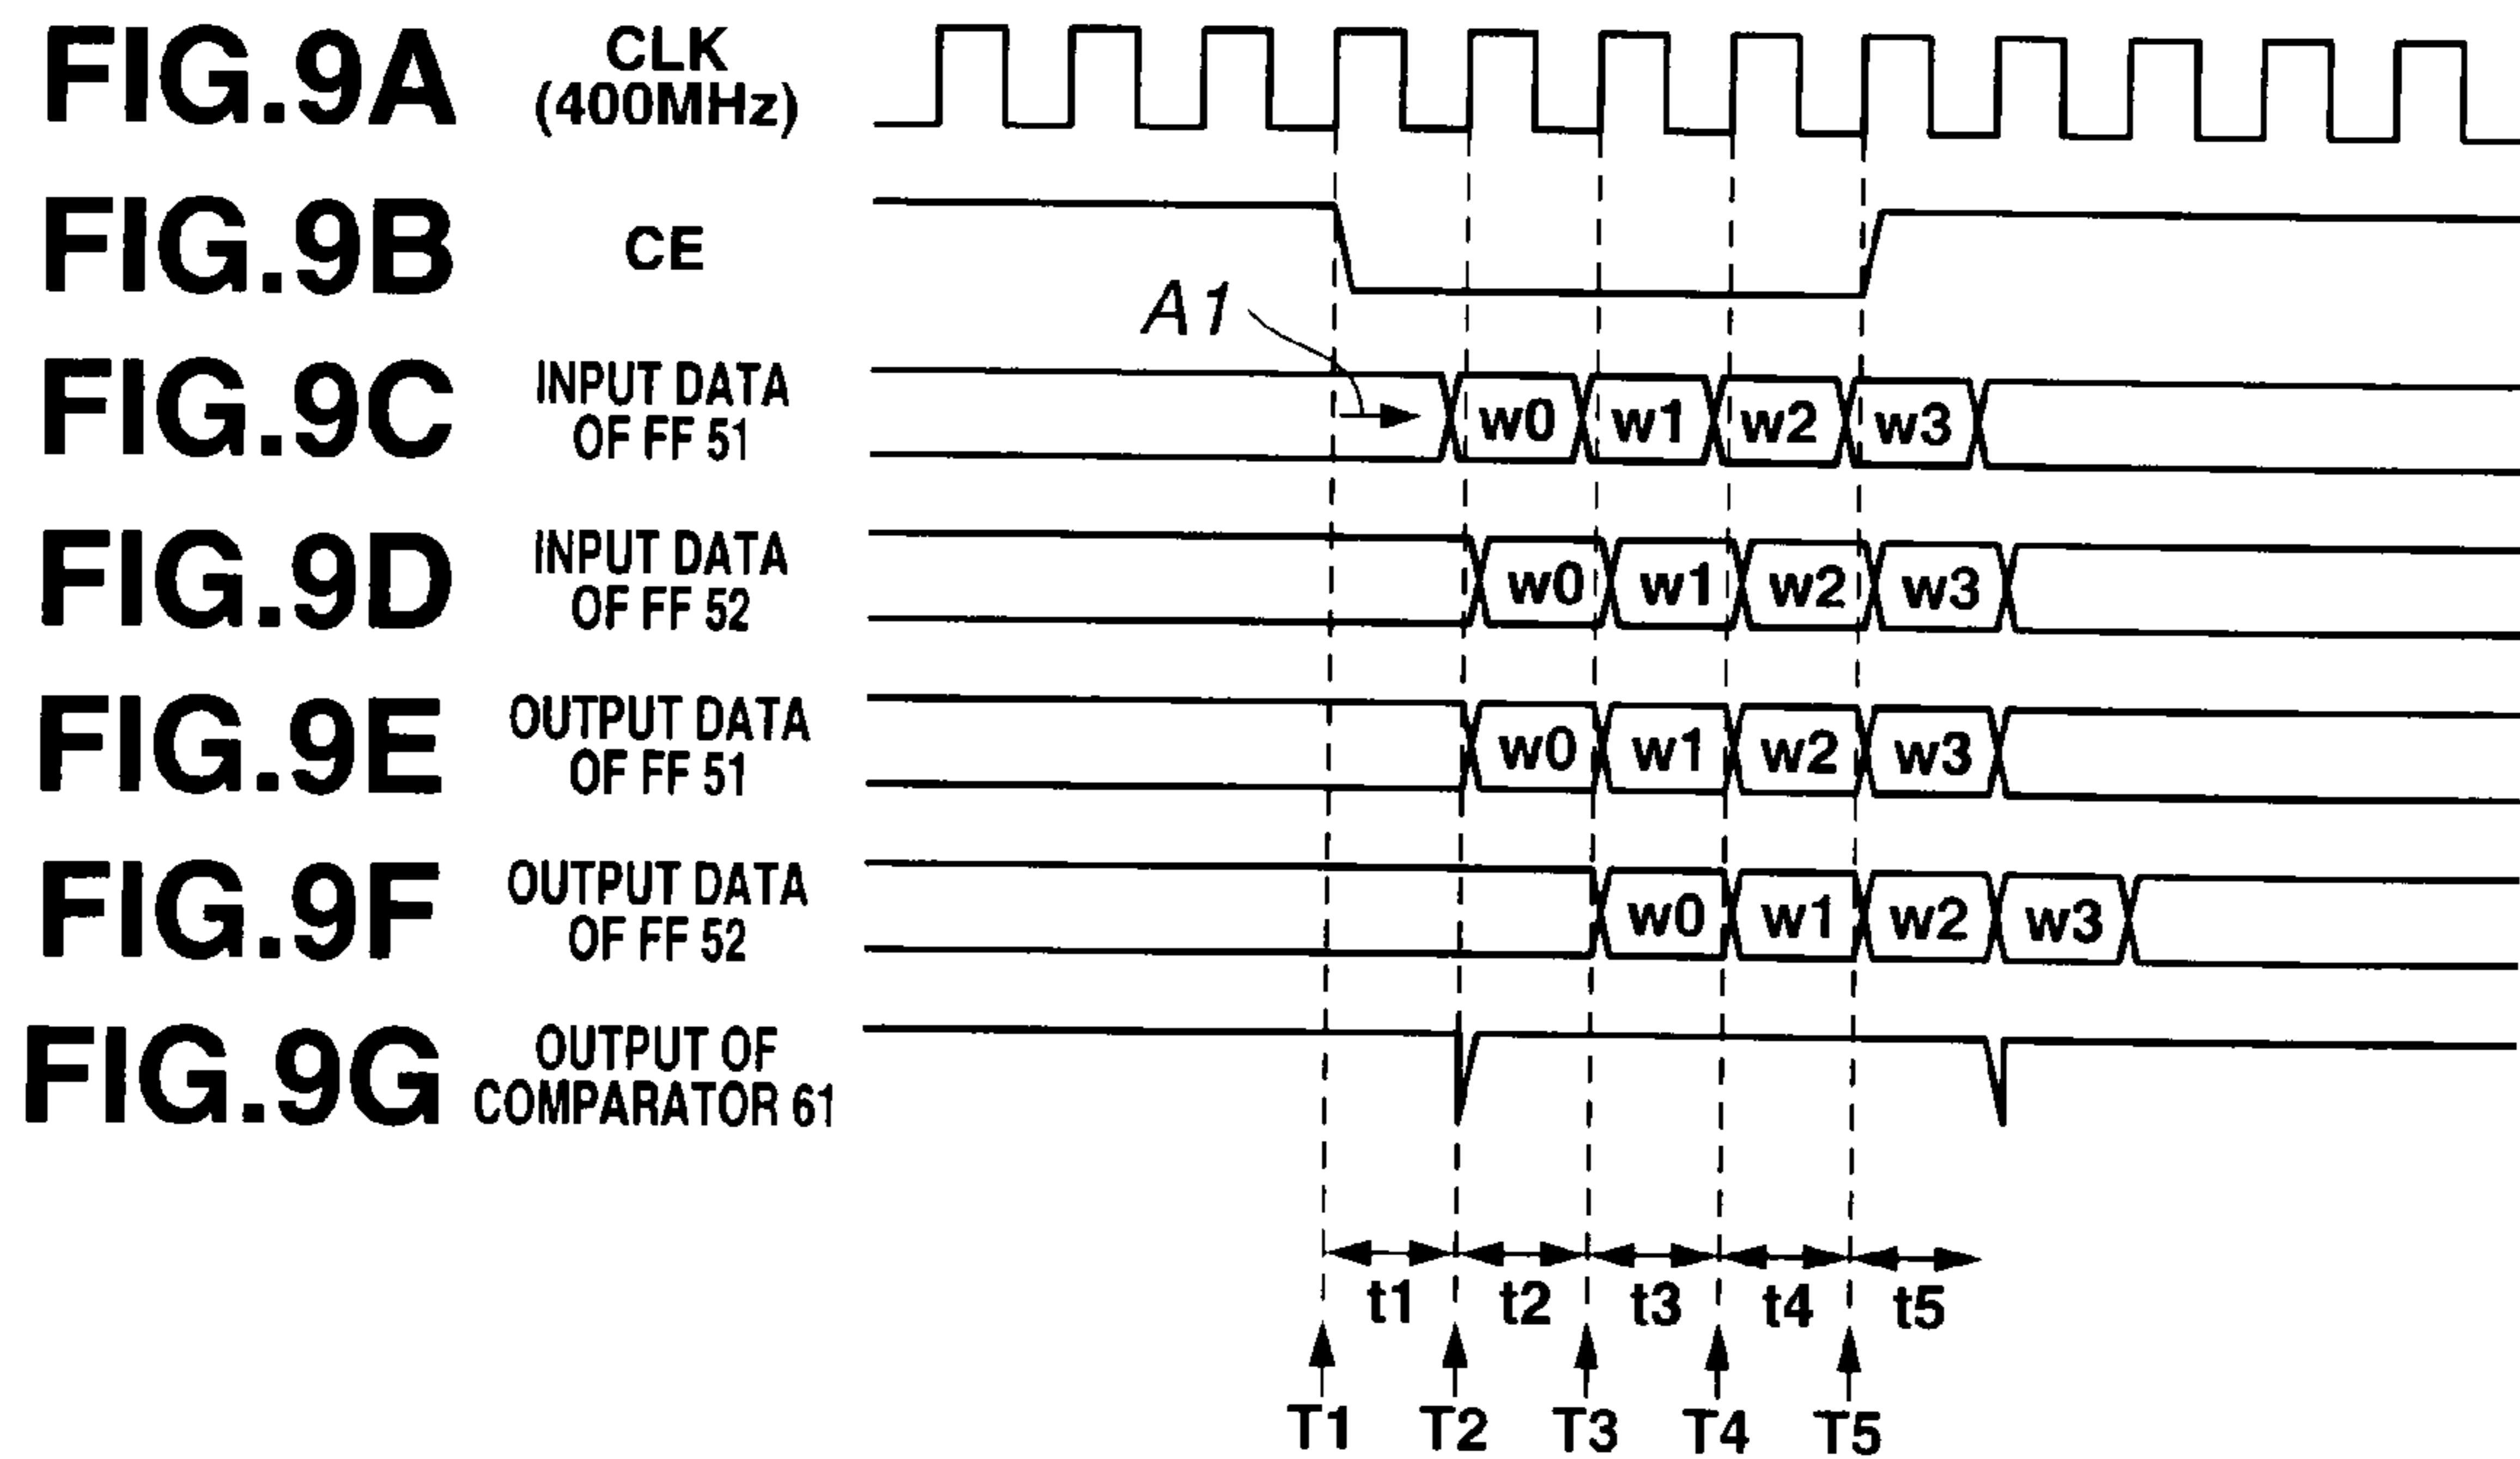 FIG.9A CLK
(400MHz)
FIG.9B CE
A1
FIG.9C INPUT DATA
OF FF 51
w0 w1 w2 w3
FIG.9D INPUT DATA
OF FF 52
w0 w1 w2 w3
FIG.9E OUTPUT DATA
OF FF 51
w0 w1 w2 w3
FIG.9F OUTPUT DATA
OF FF 52
w0 w1 w2 w3
FIG.9G OUTPUT OF
COMPARATOR 61
t1 t2 t3 t4 t5
T1 T2 T3 T4 T5